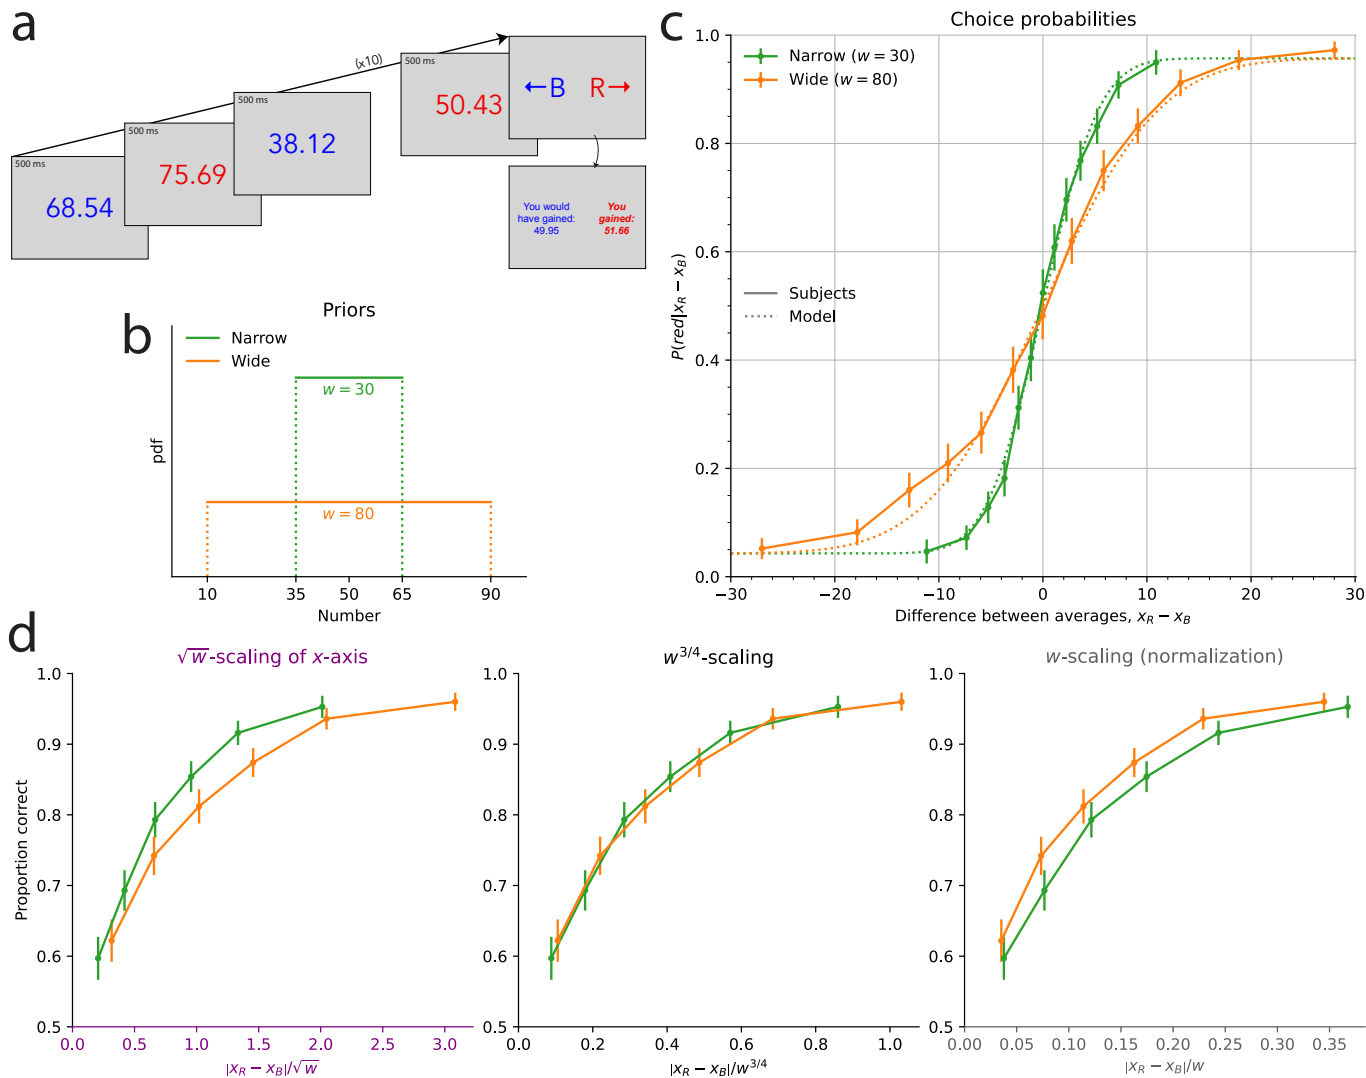 a
500 ms
68.54
500 ms
75.69
500 ms
38.12
(x10)
500 ms
50.43
←B R→
You would
have gained:
49.95
You
gained:
51.66
b
Priors
Narrow
Wide
w = 30
w = 80
pdf
10 35 50 65 90
Number
c
Choice probabilities
Narrow (w = 30)
Wide (w = 80)
Subjects
Model
P(red|x_R − x_B)
1.0
0.8
0.6
0.4
0.2
0.0
−30 −20 −10 0 10 20 30
Difference between averages, x_R − x_B
d
√w-scaling of x-axis
Proportion correct
1.0
0.9
0.8
0.7
0.6
0.5
0.0 0.5 1.0 1.5 2.0 2.5 3.0
|x_R − x_B|/√w
w^{3/4}-scaling
1.0
0.9
0.8
0.7
0.6
0.5
0.0 0.2 0.4 0.6 0.8 1.0
|x_R − x_B|/w^{3/4}
w-scaling (normalization)
1.0
0.9
0.8
0.7
0.6
0.5
0.00 0.05 0.10 0.15 0.20 0.25 0.30 0.35
|x_R − x_B|/w